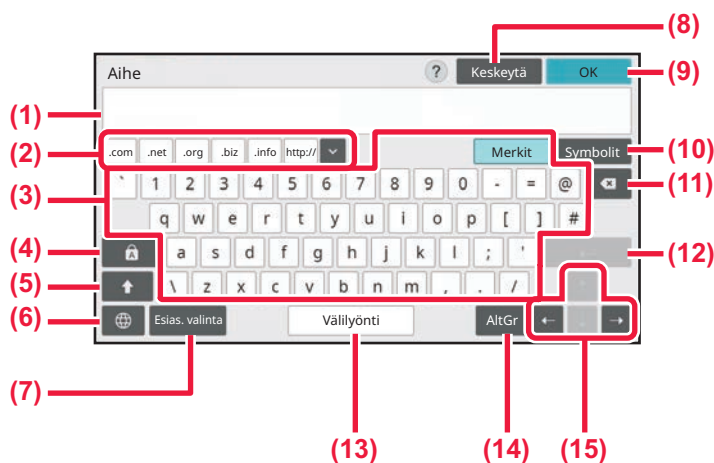 (8)
Aihe ? Keskeytä OK (9)
(1)
(2) .com .net .org .biz .info http:// Merkit Symbolit (10)
(3) ` 1 2 3 4 5 6 7 8 9 0 - = @ (11)
q w e r t y u i o p [ ] #
(4) A a s d f g h j k l ; ' (12)
(5) \ z x c v b n m , . /
(6) Esias. valinta Välilyönti AltGr ← →
(7) (13) (14) (15)